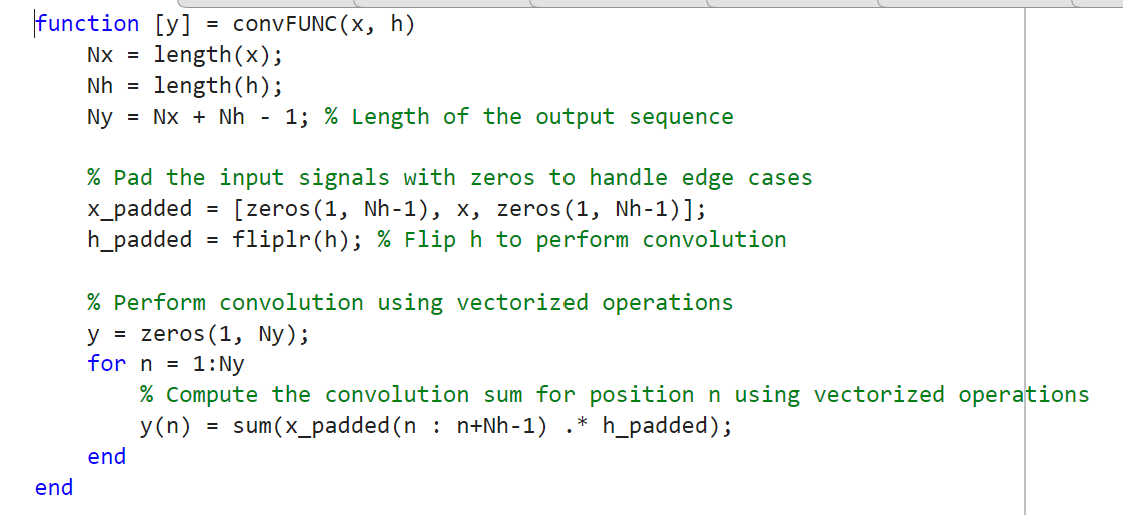 function [y] = convFUNC(x, h)
    Nx = length(x);
    Nh = length(h);
    Ny = Nx + Nh - 1; % Length of the output sequence

    % Pad the input signals with zeros to handle edge cases
    x_padded = [zeros(1, Nh-1), x, zeros(1, Nh-1)];
    h_padded = fliplr(h); % Flip h to perform convolution

    % Perform convolution using vectorized operations
    y = zeros(1, Ny);
    for n = 1:Ny
        % Compute the convolution sum for position n using vectorized operations
        y(n) = sum(x_padded(n : n+Nh-1) .* h_padded);
    end
end